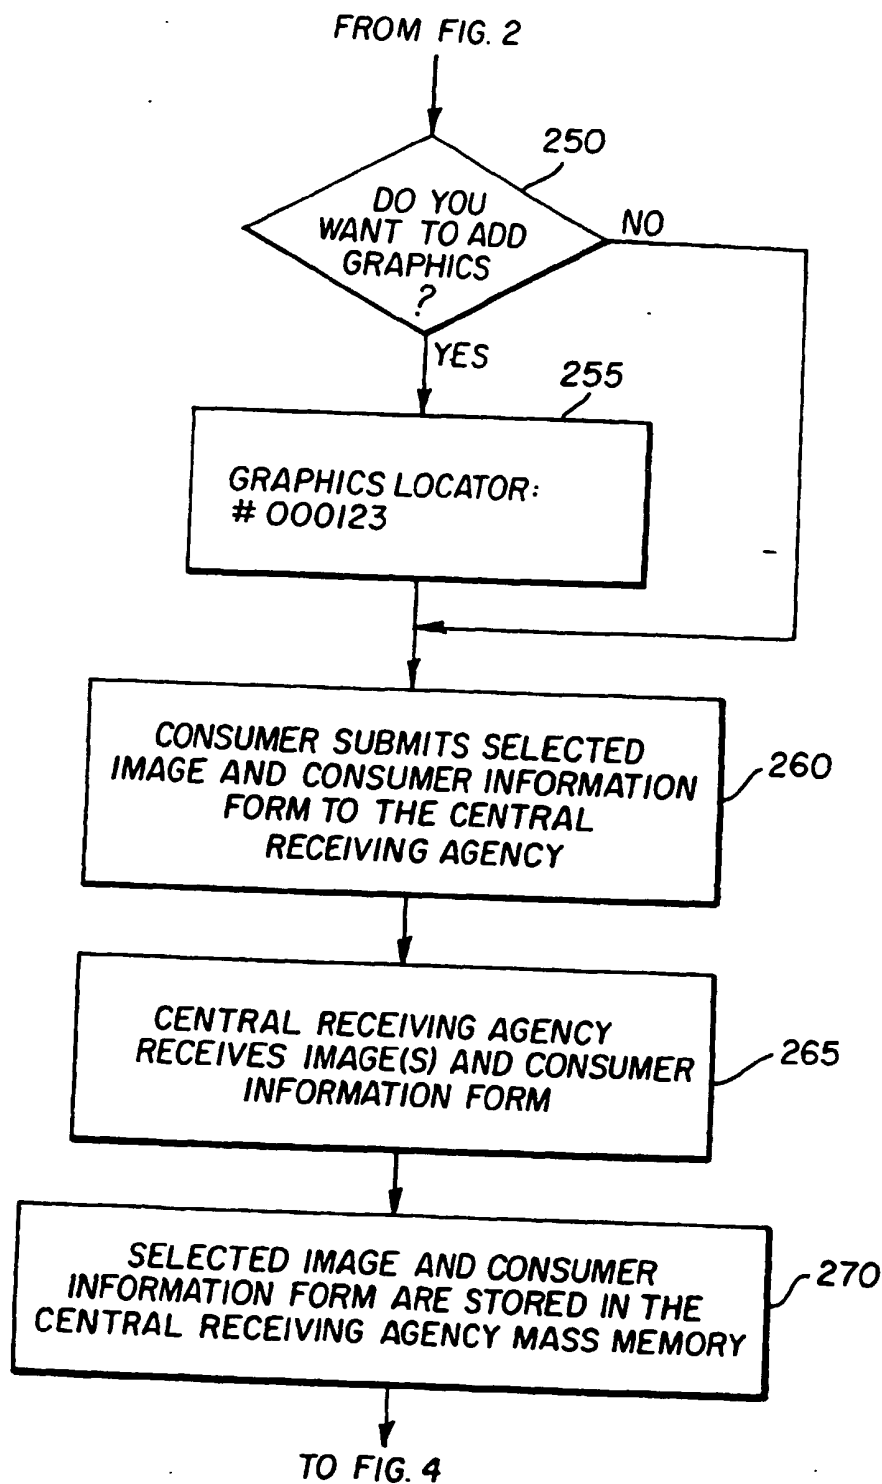 FROM FIG. 2
250
DO YOU
WANT TO ADD
GRAPHICS
?
NO
YES
255
GRAPHICS LOCATOR:
# 000123
CONSUMER SUBMITS SELECTED
IMAGE AND CONSUMER INFORMATION
FORM TO THE CENTRAL
RECEIVING AGENCY
260
CENTRAL RECEIVING AGENCY
RECEIVES IMAGE(S) AND CONSUMER
INFORMATION FORM
265
SELECTED IMAGE AND CONSUMER
INFORMATION FORM ARE STORED IN THE
CENTRAL RECEIVING AGENCY MASS MEMORY
270
TO FIG. 4